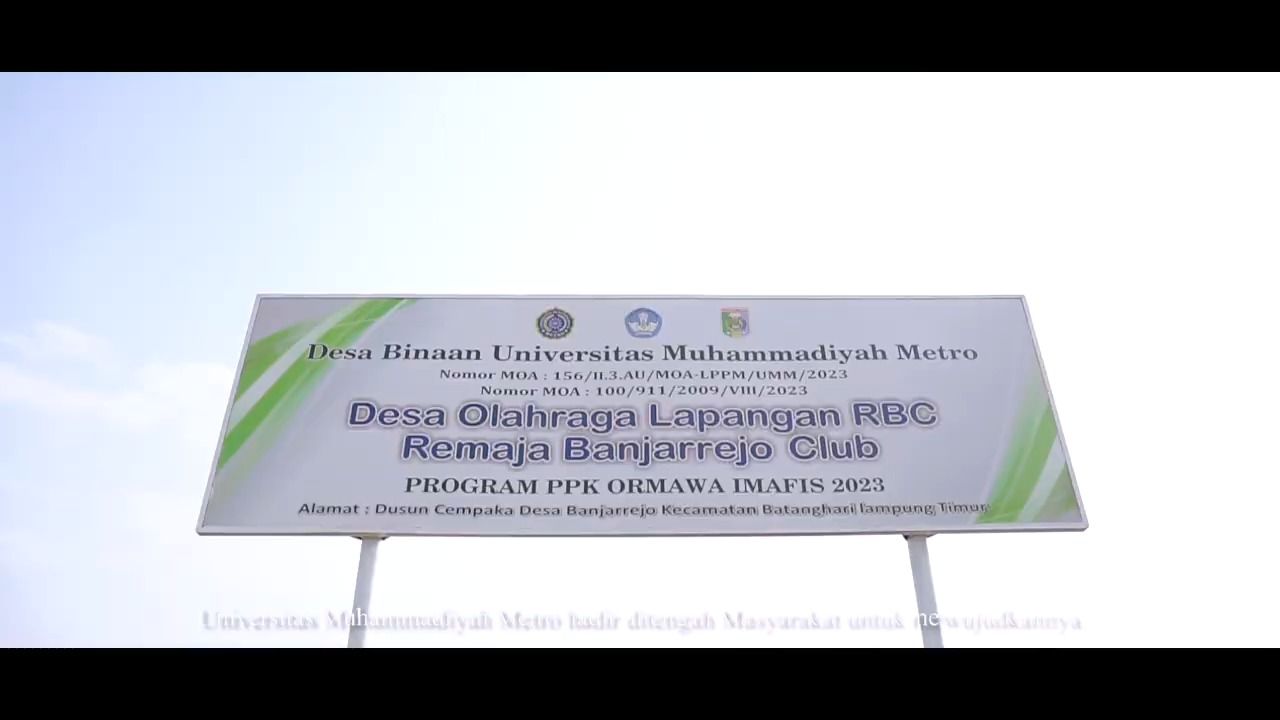 Desa Binaan Universitas Muhammadiyah Metro
Nomor MOA : 156/II.3.AU/MOA-LPPM/UMM/2023
Nomor MOA : 100/911/2009/VIII/2023
Desa Olahraga Lapangan RBC
Remaja Banjarrejo Club
PROGRAM PPK ORMAWA IMAFIS 2023
Alamat : Dusun Cempaka Desa Banjarrejo Kecamatan Batanghari lampung Timur
Universitas Muhammadiyah Metro hadir ditengah Masyarakat untuk mewujudkannya